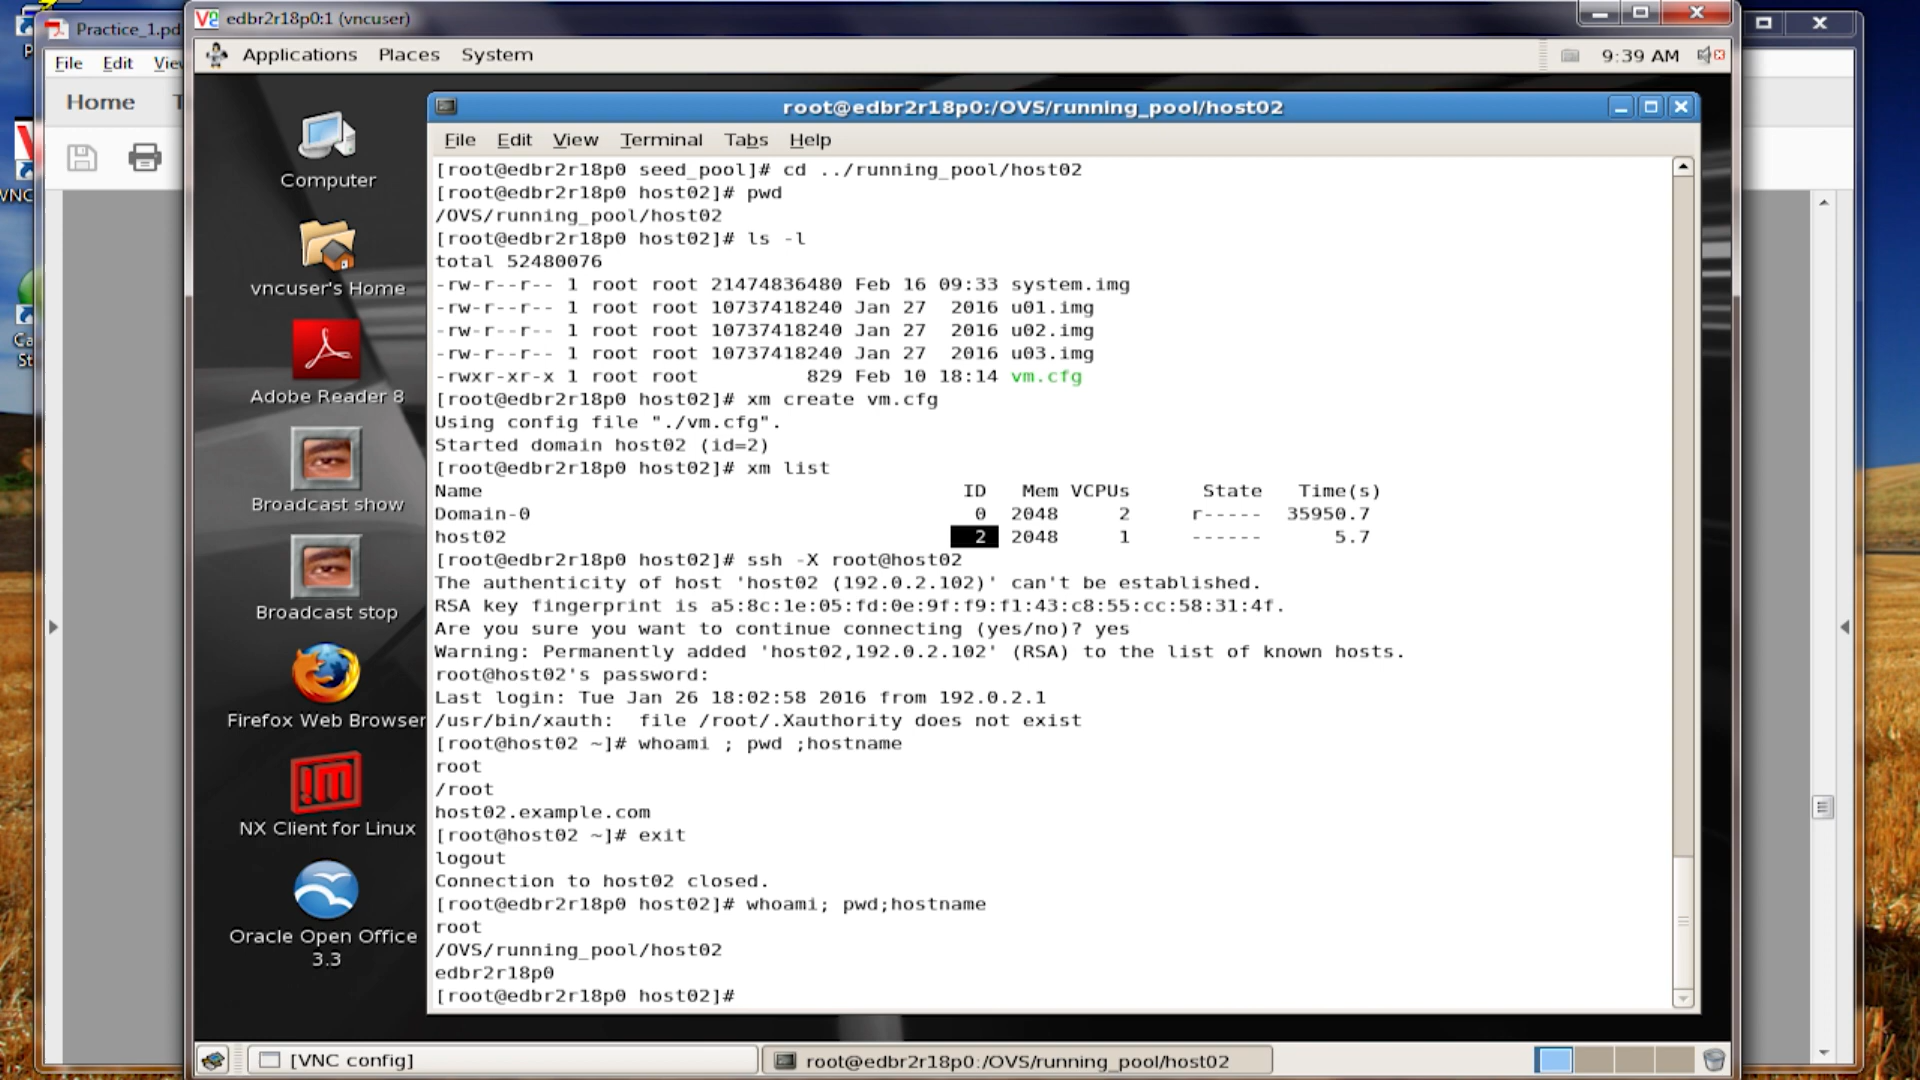 edbr2r18p0:1 (vncuser)
Practice_1.pd
File Edit View
Home
Applications Places System
9:39 AM
Computer
vncuser's Home
Adobe Reader 8
Broadcast show
Broadcast stop
Firefox Web Browser
NX Client for Linux
Oracle Open Office
3.3
root@edbr2r18p0:/OVS/running_pool/host02
File Edit View Terminal Tabs Help
[root@edbr2r18p0 seed_pool]# cd ../running_pool/host02
[root@edbr2r18p0 host02]# pwd
/OVS/running_pool/host02
[root@edbr2r18p0 host02]# ls -l
total 52480076
-rw-r--r-- 1 root root 21474836480 Feb 16 09:33 system.img
-rw-r--r-- 1 root root 10737418240 Jan 27  2016 u01.img
-rw-r--r-- 1 root root 10737418240 Jan 27  2016 u02.img
-rw-r--r-- 1 root root 10737418240 Jan 27  2016 u03.img
-rwxr-xr-x 1 root root         829 Feb 10 18:14 vm.cfg
[root@edbr2r18p0 host02]# xm create vm.cfg
Using config file "./vm.cfg".
Started domain host02 (id=2)
[root@edbr2r18p0 host02]# xm list
Name ID Mem VCPUs State Time(s)
Domain-0 0 2048 2 r----- 35950.7
host02 2 2048 1 ------ 5.7
[root@edbr2r18p0 host02]# ssh -X root@host02
The authenticity of host 'host02 (192.0.2.102)' can't be established.
RSA key fingerprint is a5:8c:1e:05:fd:0e:9f:f9:f1:43:c8:55:cc:58:31:4f.
Are you sure you want to continue connecting (yes/no)? yes
Warning: Permanently added 'host02,192.0.2.102' (RSA) to the list of known hosts.
root@host02's password:
Last login: Tue Jan 26 18:02:58 2016 from 192.0.2.1
/usr/bin/xauth:  file /root/.Xauthority does not exist
[root@host02 ~]# whoami ; pwd ;hostname
root
/root
host02.example.com
[root@host02 ~]# exit
logout
Connection to host02 closed.
[root@edbr2r18p0 host02]# whoami; pwd;hostname
root
/OVS/running_pool/host02
edbr2r18p0
[root@edbr2r18p0 host02]#
[VNC config]
root@edbr2r18p0:/OVS/running_pool/host02